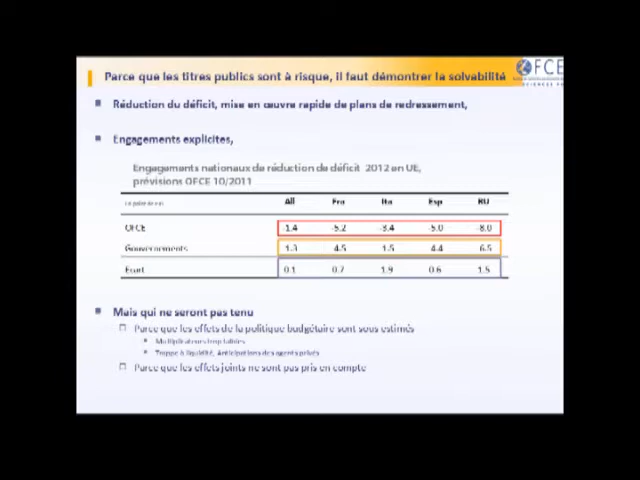 Parce que les titres publics sont à risque, il faut démontrer la solvabilité
OFCE
SCIENCES PO
Réduction du déficit, mise en œuvre rapide de plans de redressement,
Engagements explicites,
Engagements nationaux de réduction de déficit 2012 en UE,
prévisions OFCE 10/2011
All Fra Ita Esp RU
OFCE -1.4 -5.2 -3.4 -5.0 -8.0
Gouvernements 1.3 4.5 1.5 4.4 6.5
Ecart 0.1 0.7 1.9 0.6 1.5
Mais qui ne seront pas tenu
Parce que les effets de la politique budgétaire sont sous estimés
Multiplicateurs
Trappe à liquidité, Anticipations des agents privés
Parce que les effets joints ne sont pas pris en compte